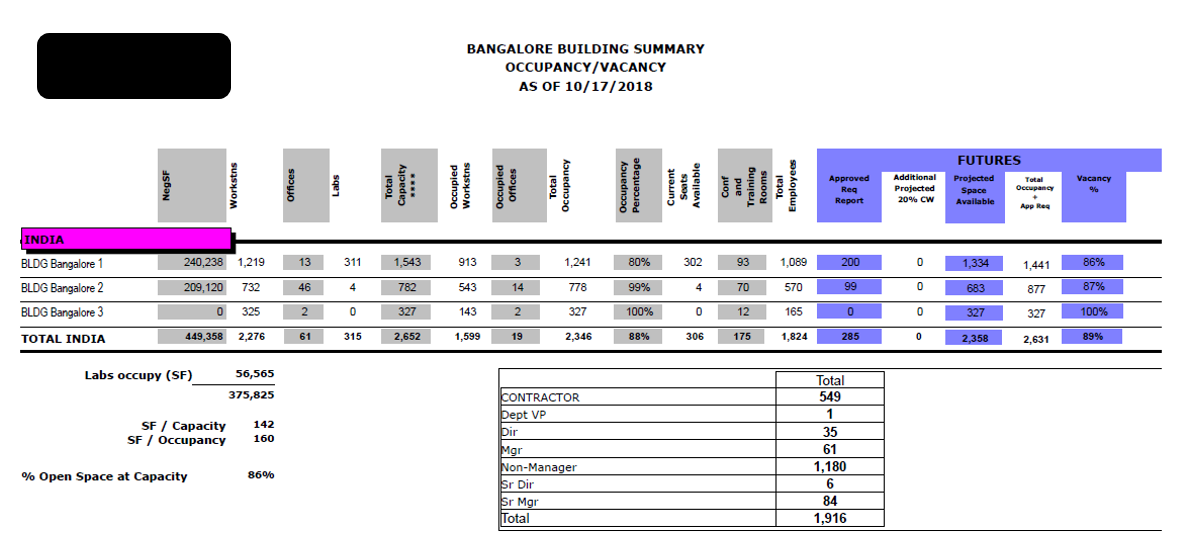 BANGALORE BUILDING SUMMARY
OCCUPANCY/VACANCY
AS OF 10/17/2018
FUTURES
NegSF Workstns Offices Labs Total Capacity **** Occupied Workstns Occupied Offices Total Occupancy Occupancy Percentage Current Seats Available Conf and Training Rooms Total Employees Approved Req Report Additional Projected 20% CW Projected Space Available Total Occupancy + App Req Vacancy %
INDIA
BLDG Bangalore 1 240,238 1,219 13 311 1,543 913 3 1,241 80% 302 93 1,089 200 0 1,334 1,441 86%
BLDG Bangalore 2 209,120 732 46 4 782 543 14 778 99% 4 70 570 99 0 683 877 87%
BLDG Bangalore 3 0 325 2 0 327 143 2 327 100% 0 12 165 0 0 327 327 100%
TOTAL INDIA 449,358 2,276 61 315 2,652 1,599 19 2,346 88% 306 175 1,824 285 0 2,358 2,631 89%
Labs occupy (SF) 56,565
375,825
SF / Capacity 142
SF / Occupancy 160
% Open Space at Capacity 86%
Total
CONTRACTOR 549
Dept VP 1
Dir 35
Mgr 61
Non-Manager 1,180
Sr Dir 6
Sr Mgr 84
Total 1,916